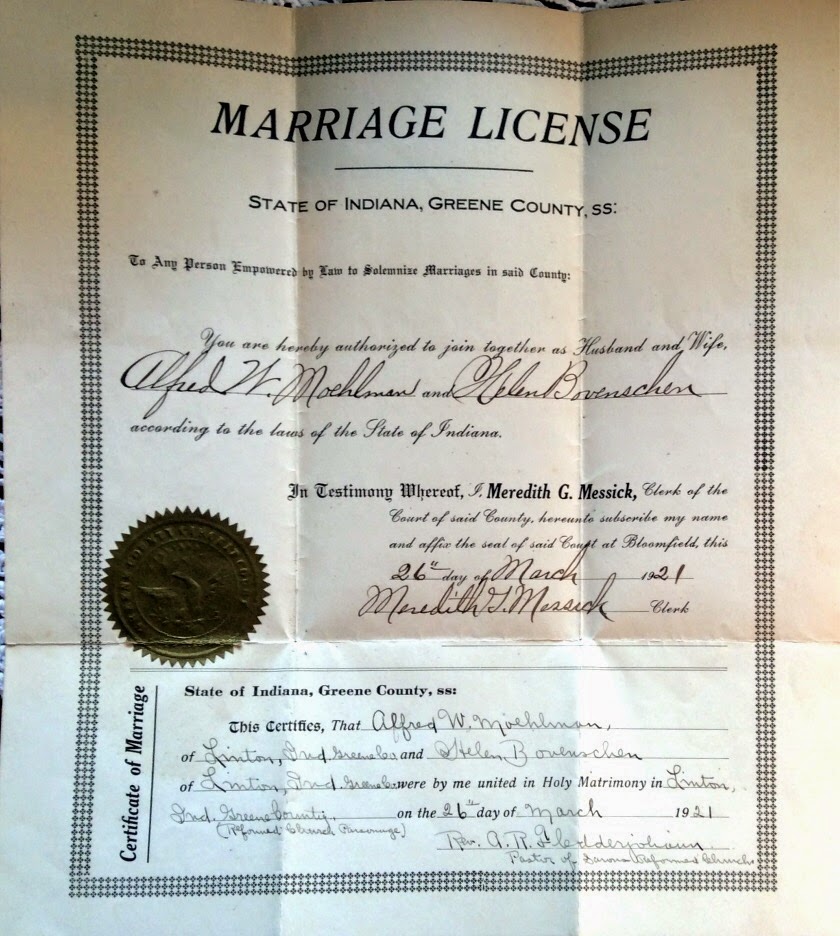 MARRIAGE LICENSE
STATE OF INDIANA, GREENE COUNTY, SS:
To Any Person Empowered by Law to Solemnize Marriages in said County:
You are hereby authorized to join together as Husband and Wife,
Alfred W. Moehlman and Helen Bovenschen
according to the laws of the State of Indiana.
In Testimony Whereof, I, Meredith G. Messick, Clerk of the
Court of said County, hereunto subscribe my name
and affix the seal of said Court at Bloomfield, this
26th day of March 1921
Meredith G. Messick Clerk
Certificate of Marriage
State of Indiana, Greene County, ss:
This Certifies, That Alfred W. Moehlman,
of Linton, Ind. Greene Co. and Helen Bovenschen
of Linton, Ind. Greene Co. were by me united in Holy Matrimony in Linton,
Ind. Greene County, on the 26th day of March 1921
(Reformed Church Parsonage)
Rev. A. R. Fledderjohann
Pastor of Reformed Church